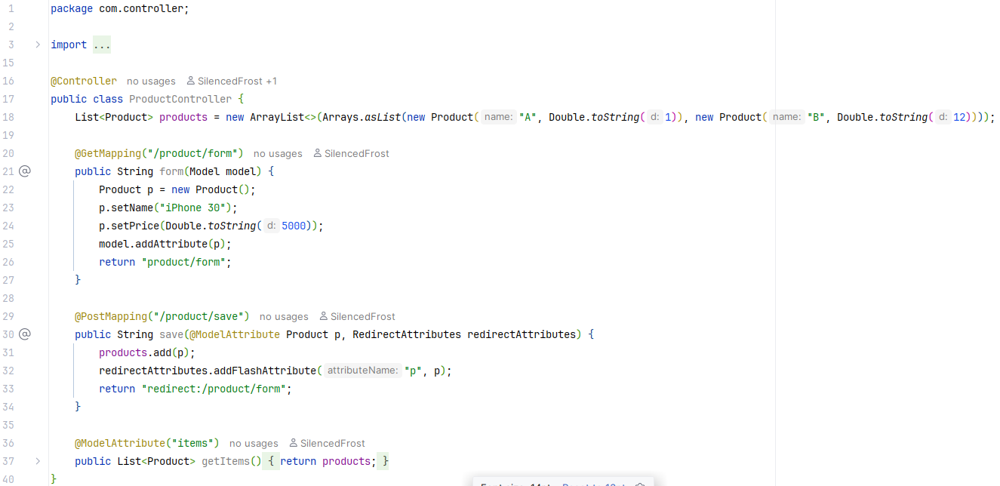 1 package com.controller;
2
3 import ...
15
16 @Controller no usages SilencedFrost +1
17 public class ProductController {
18 List<Product> products = new ArrayList<>(Arrays.asList(new Product( name: "A", Double.toString( d: 1)), new Product( name: "B", Double.toString( d: 12))));
19
20 @GetMapping("/product/form") no usages SilencedFrost
21 public String form(Model model) {
22 Product p = new Product();
23 p.setName("iPhone 30");
24 p.setPrice(Double.toString( d: 5000));
25 model.addAttribute(p);
26 return "product/form";
27 }
28
29 @PostMapping("/product/save") no usages SilencedFrost
30 public String save(@ModelAttribute Product p, RedirectAttributes redirectAttributes) {
31 products.add(p);
32 redirectAttributes.addFlashAttribute( attributeName: "p", p);
33 return "redirect:/product/form";
34 }
35
36 @ModelAttribute("items") no usages SilencedFrost
37 public List<Product> getItems() { return products; }
40 }